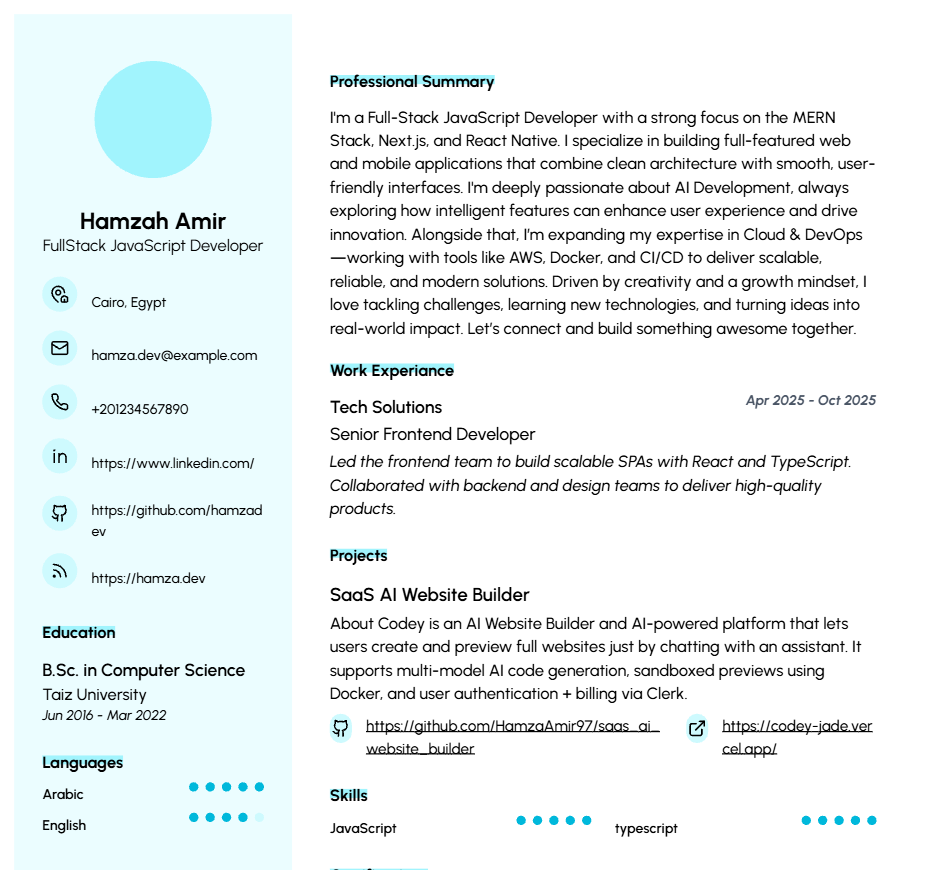 Hamzah Amir
FullStack JavaScript Developer
Cairo, Egypt
hamza.dev@example.com
+201234567890
in
https://www.linkedin.com/
https://github.com/hamzad
ev
https://hamza.dev
Education
B.Sc. in Computer Science
Taiz University
Jun 2016 - Mar 2022
Languages
Arabic
English
Professional Summary
I'm a Full-Stack JavaScript Developer with a strong focus on the MERN
Stack, Next.js, and React Native. I specialize in building full-featured web
and mobile applications that combine clean architecture with smooth, user-
friendly interfaces. I'm deeply passionate about AI Development, always
exploring how intelligent features can enhance user experience and drive
innovation. Alongside that, I'm expanding my expertise in Cloud & DevOps
—working with tools like AWS, Docker, and CI/CD to deliver scalable,
reliable, and modern solutions. Driven by creativity and a growth mindset, I
love tackling challenges, learning new technologies, and turning ideas into
real-world impact. Let's connect and build something awesome together.
Work Experiance
Tech Solutions
Apr 2025 - Oct 2025
Senior Frontend Developer
Led the frontend team to build scalable SPAs with React and TypeScript.
Collaborated with backend and design teams to deliver high-quality
products.
Projects
SaaS AI Website Builder
About Codey is an AI Website Builder and AI-powered platform that lets
users create and preview full websites just by chatting with an assistant. It
supports multi-model AI code generation, sandboxed previews using
Docker, and user authentication + billing via Clerk.
https://github.com/HamzaAmir97/saas_ai_
website_builder
https://codey-jade.ver
cel.app/
Skills
JavaScript
typescript